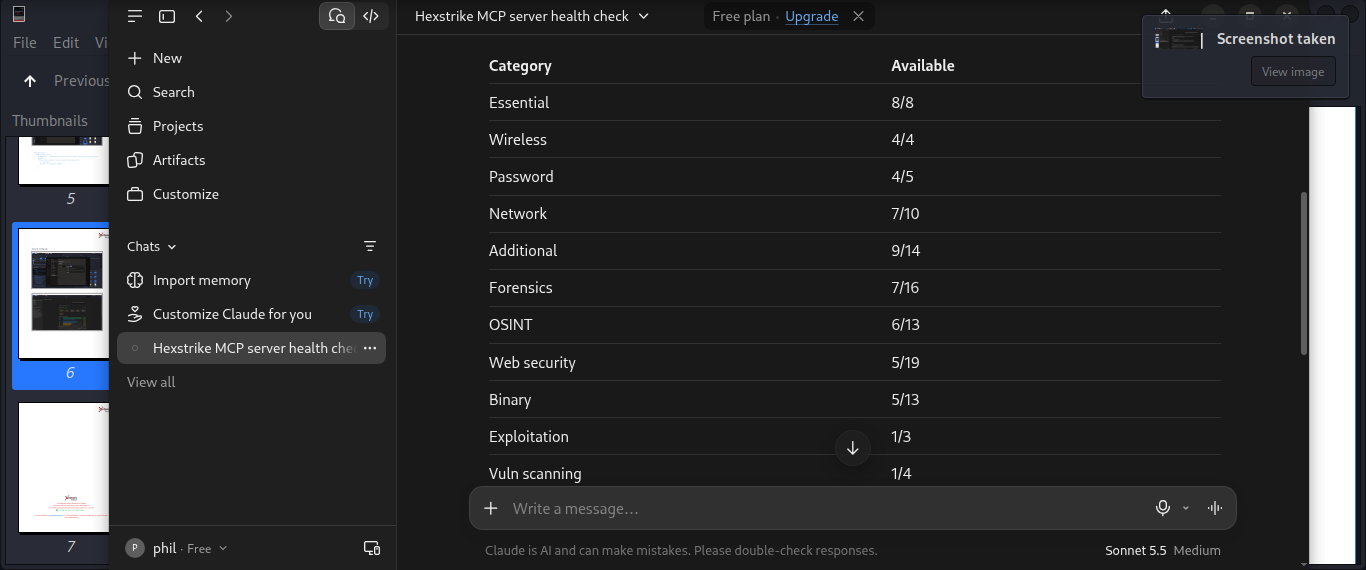 Hexstrike MCP server health check
Free plan · Upgrade
Screenshot taken
View image
File Edit Vi
Previous
Thumbnails
5
6
7
New
Search
Projects
Artifacts
Customize
Chats
Import memory Try
Customize Claude for you Try
Hexstrike MCP server health che
View all
P phil · Free
Category Available
Essential 8/8
Wireless 4/4
Password 4/5
Network 7/10
Additional 9/14
Forensics 7/16
OSINT 6/13
Web security 5/19
Binary 5/13
Exploitation 1/3
Vuln scanning 1/4
Write a message…
Claude is AI and can make mistakes. Please double-check responses.
Sonnet 5.5 Medium